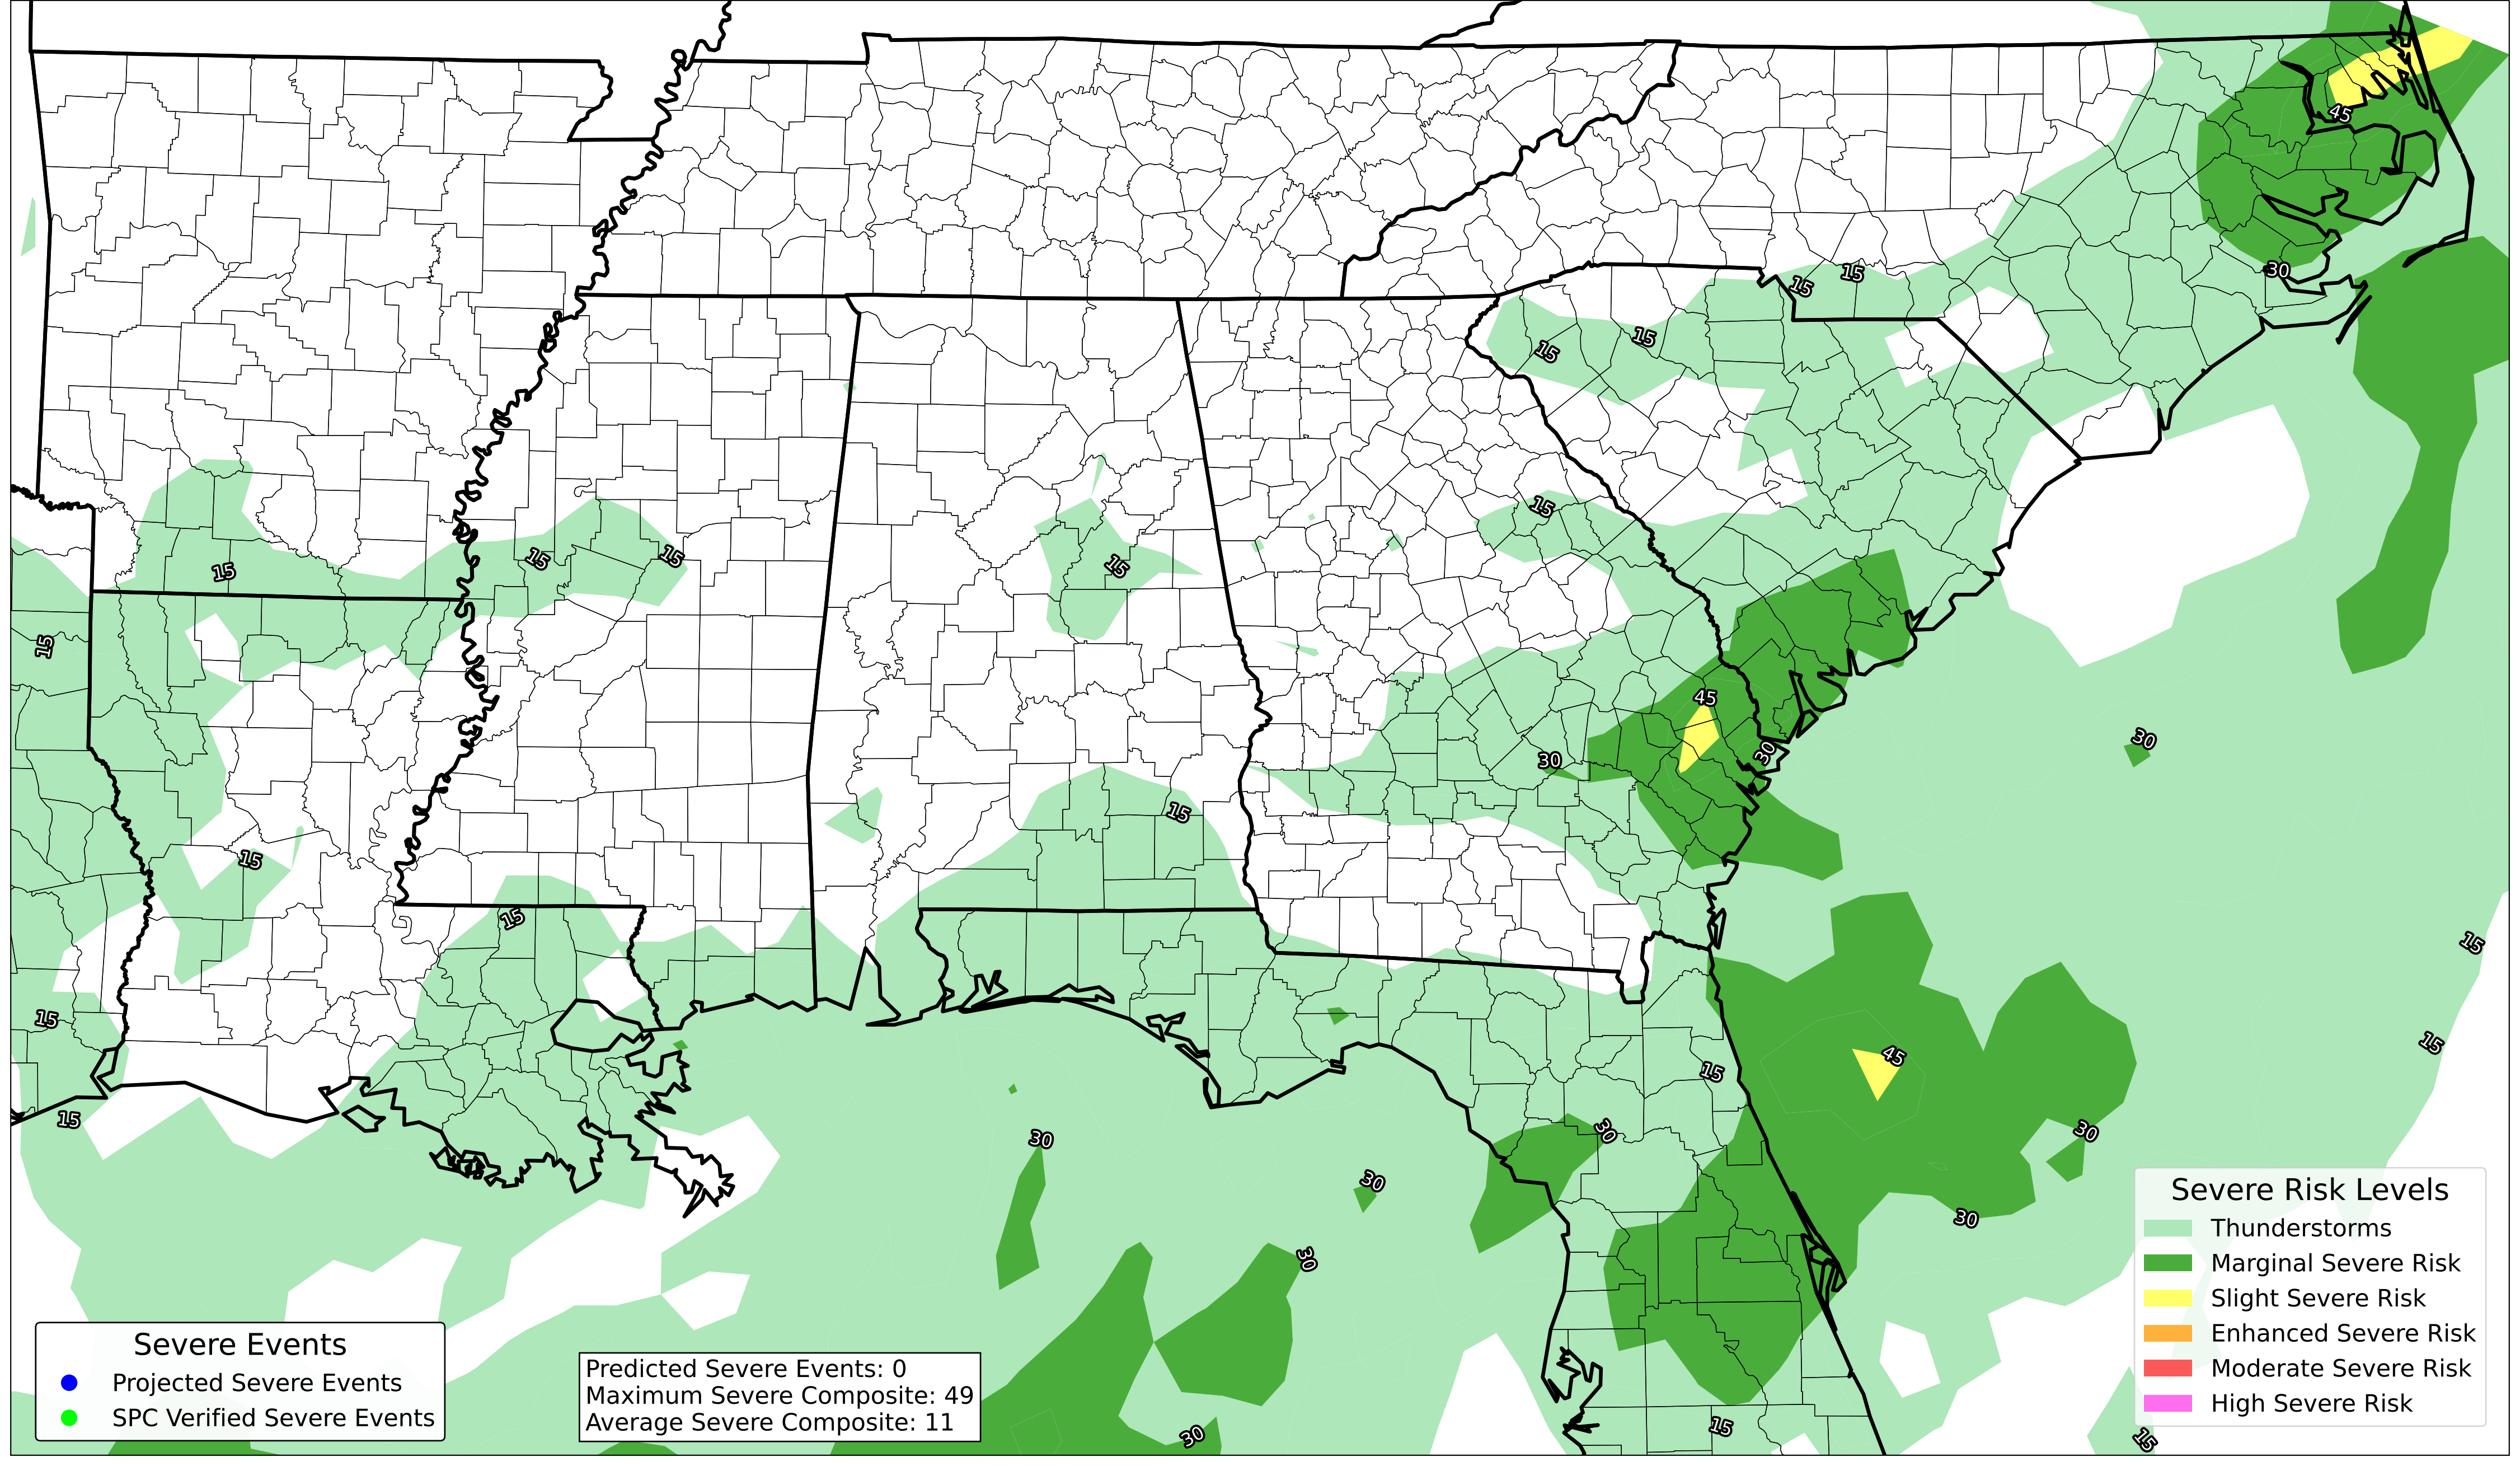 45
30
15
15
15
15
15
15
15
15
15
45
30
30
30
15
15
15
15
15
15
45
15
15
15
30
30
30
30
30
30
15
30
15
Severe Events
Projected Severe Events
SPC Verified Severe Events
Predicted Severe Events: 0
Maximum Severe Composite: 49
Average Severe Composite: 11
Severe Risk Levels
Thunderstorms
Marginal Severe Risk
Slight Severe Risk
Enhanced Severe Risk
Moderate Severe Risk
High Severe Risk